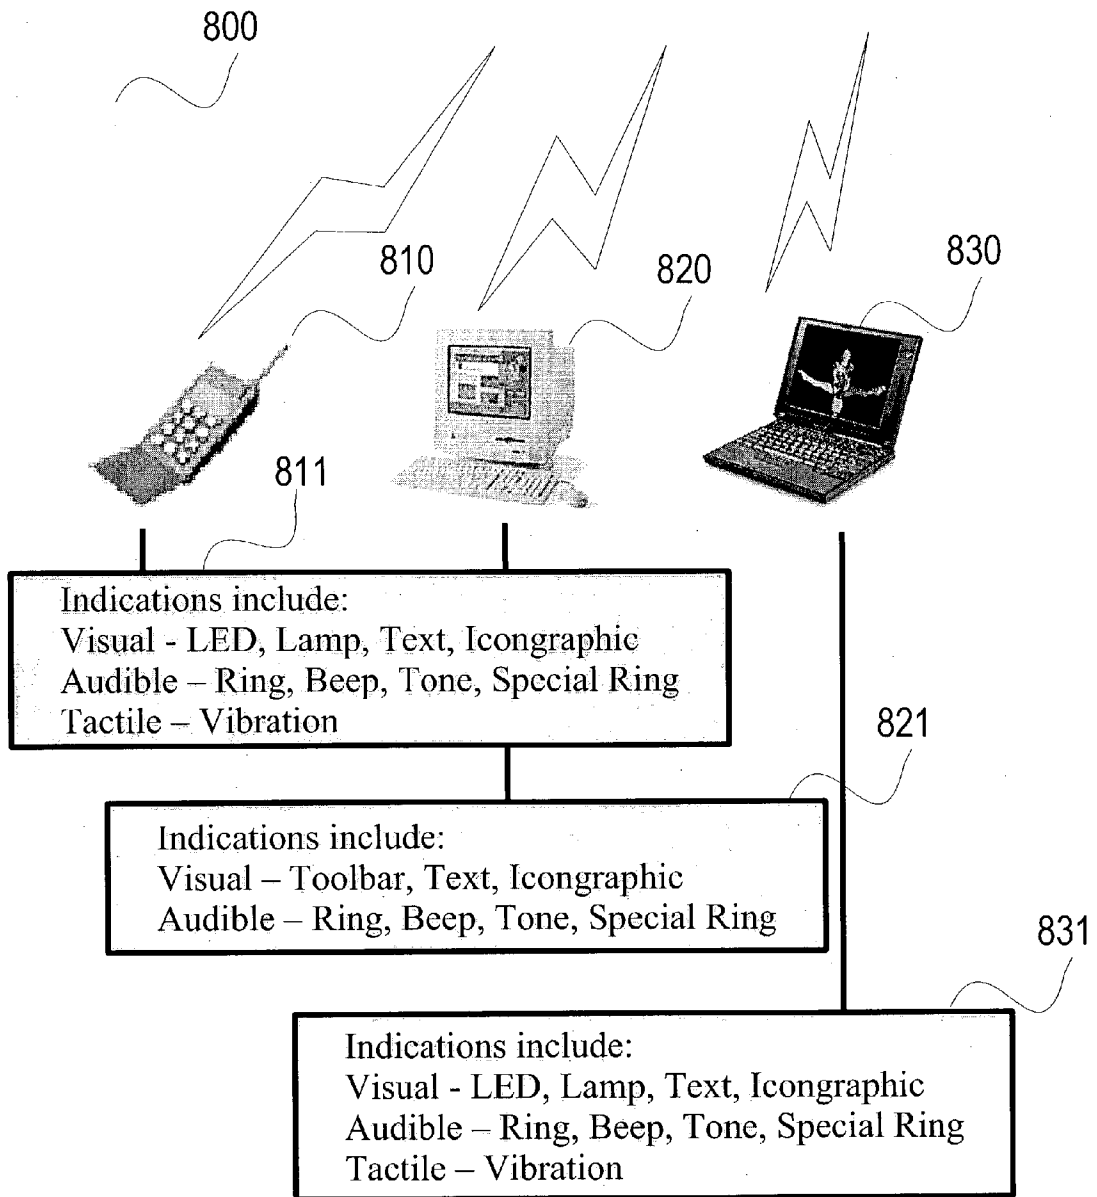 800
810
820
830
811
Indications include:
Visual - LED, Lamp, Text, Icongraphic
Audible – Ring, Beep, Tone, Special Ring
Tactile – Vibration
821
Indications include:
Visual – Toolbar, Text, Icongraphic
Audible – Ring, Beep, Tone, Special Ring
831
Indications include:
Visual - LED, Lamp, Text, Icongraphic
Audible – Ring, Beep, Tone, Special Ring
Tactile – Vibration